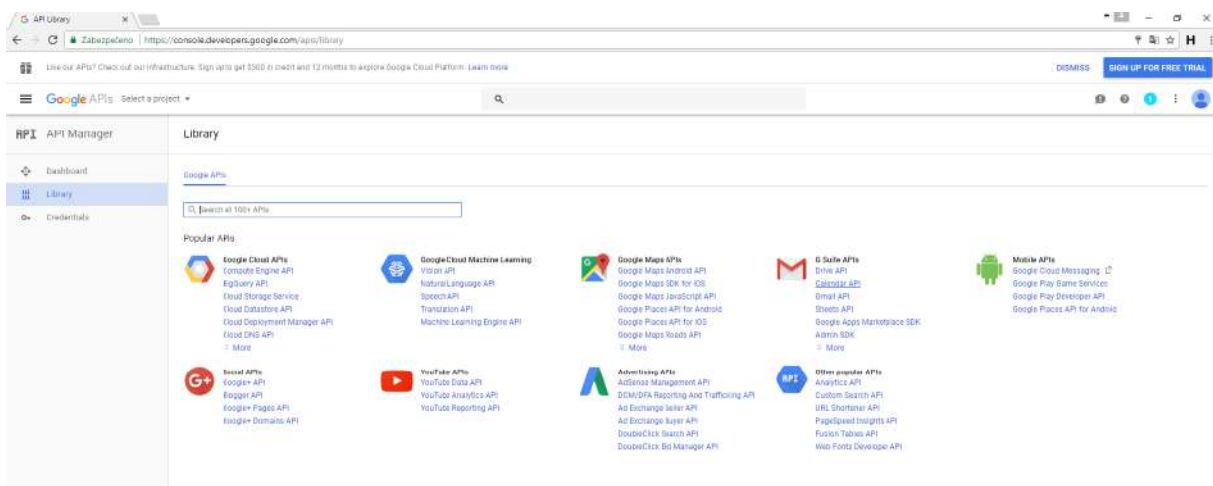 API Library
Zabezpečeno https://console.developers.google.com/apis/library
Use our APIs? Check out our infrastructure. Sign up to get $300 in credit and 12 months to explore Google Cloud Platform. Learn more
DISMISS
SIGN UP FOR FREE TRIAL
Google APIs Select a project
API API Manager
Library
Dashboard
Library
Credentials
Google APIs
Search all 100+ APIs
Popular APIs
Google Cloud APIs
Compute Engine API
BigQuery API
Cloud Storage Service
Cloud Datastore API
Cloud Deployment Manager API
Cloud DNS API
More
Google Cloud Machine Learning
Vision API
Natural Language API
Speech API
Translation API
Machine Learning Engine API
Google Maps APIs
Google Maps Android API
Google Maps SDK for iOS
Google Maps JavaScript API
Google Places API for Android
Google Places API for iOS
Google Maps Roads API
More
G Suite APIs
Drive API
Calendar API
Gmail API
Sheets API
Google Apps Marketplace SDK
Admin SDK
More
Mobile APIs
Google Cloud Messaging
Google Play Game Services
Google Play Developer API
Google Places API for Android
G+
Social APIs
Google+ API
Blogger API
Google+ Pages API
Google+ Domains API
YouTube APIs
YouTube Data API
YouTube Analytics API
YouTube Reporting API
Advertising APIs
AdSense Management API
DCM/DFA Reporting And Trafficking API
Ad Exchange Seller API
Ad Exchange Buyer API
DoubleClick Search API
DoubleClick Bid Manager API
API
Other popular APIs
Analytics API
Custom Search API
URL Shortener API
PageSpeed Insights API
Fusion Tables API
Web Fonts Developer API